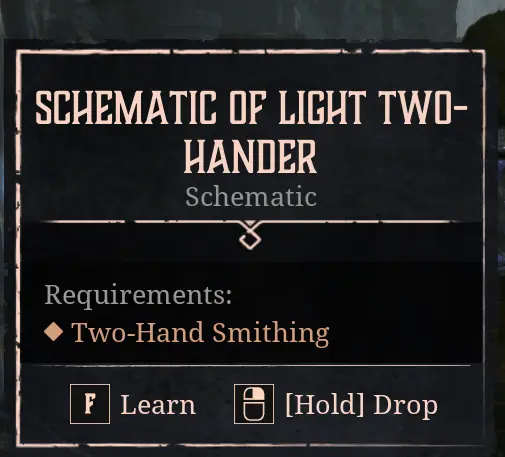 SCHEMATIC OF LIGHT TWO-
HANDER
Schematic
Requirements:
Two-Hand Smithing
F Learn [Hold] Drop